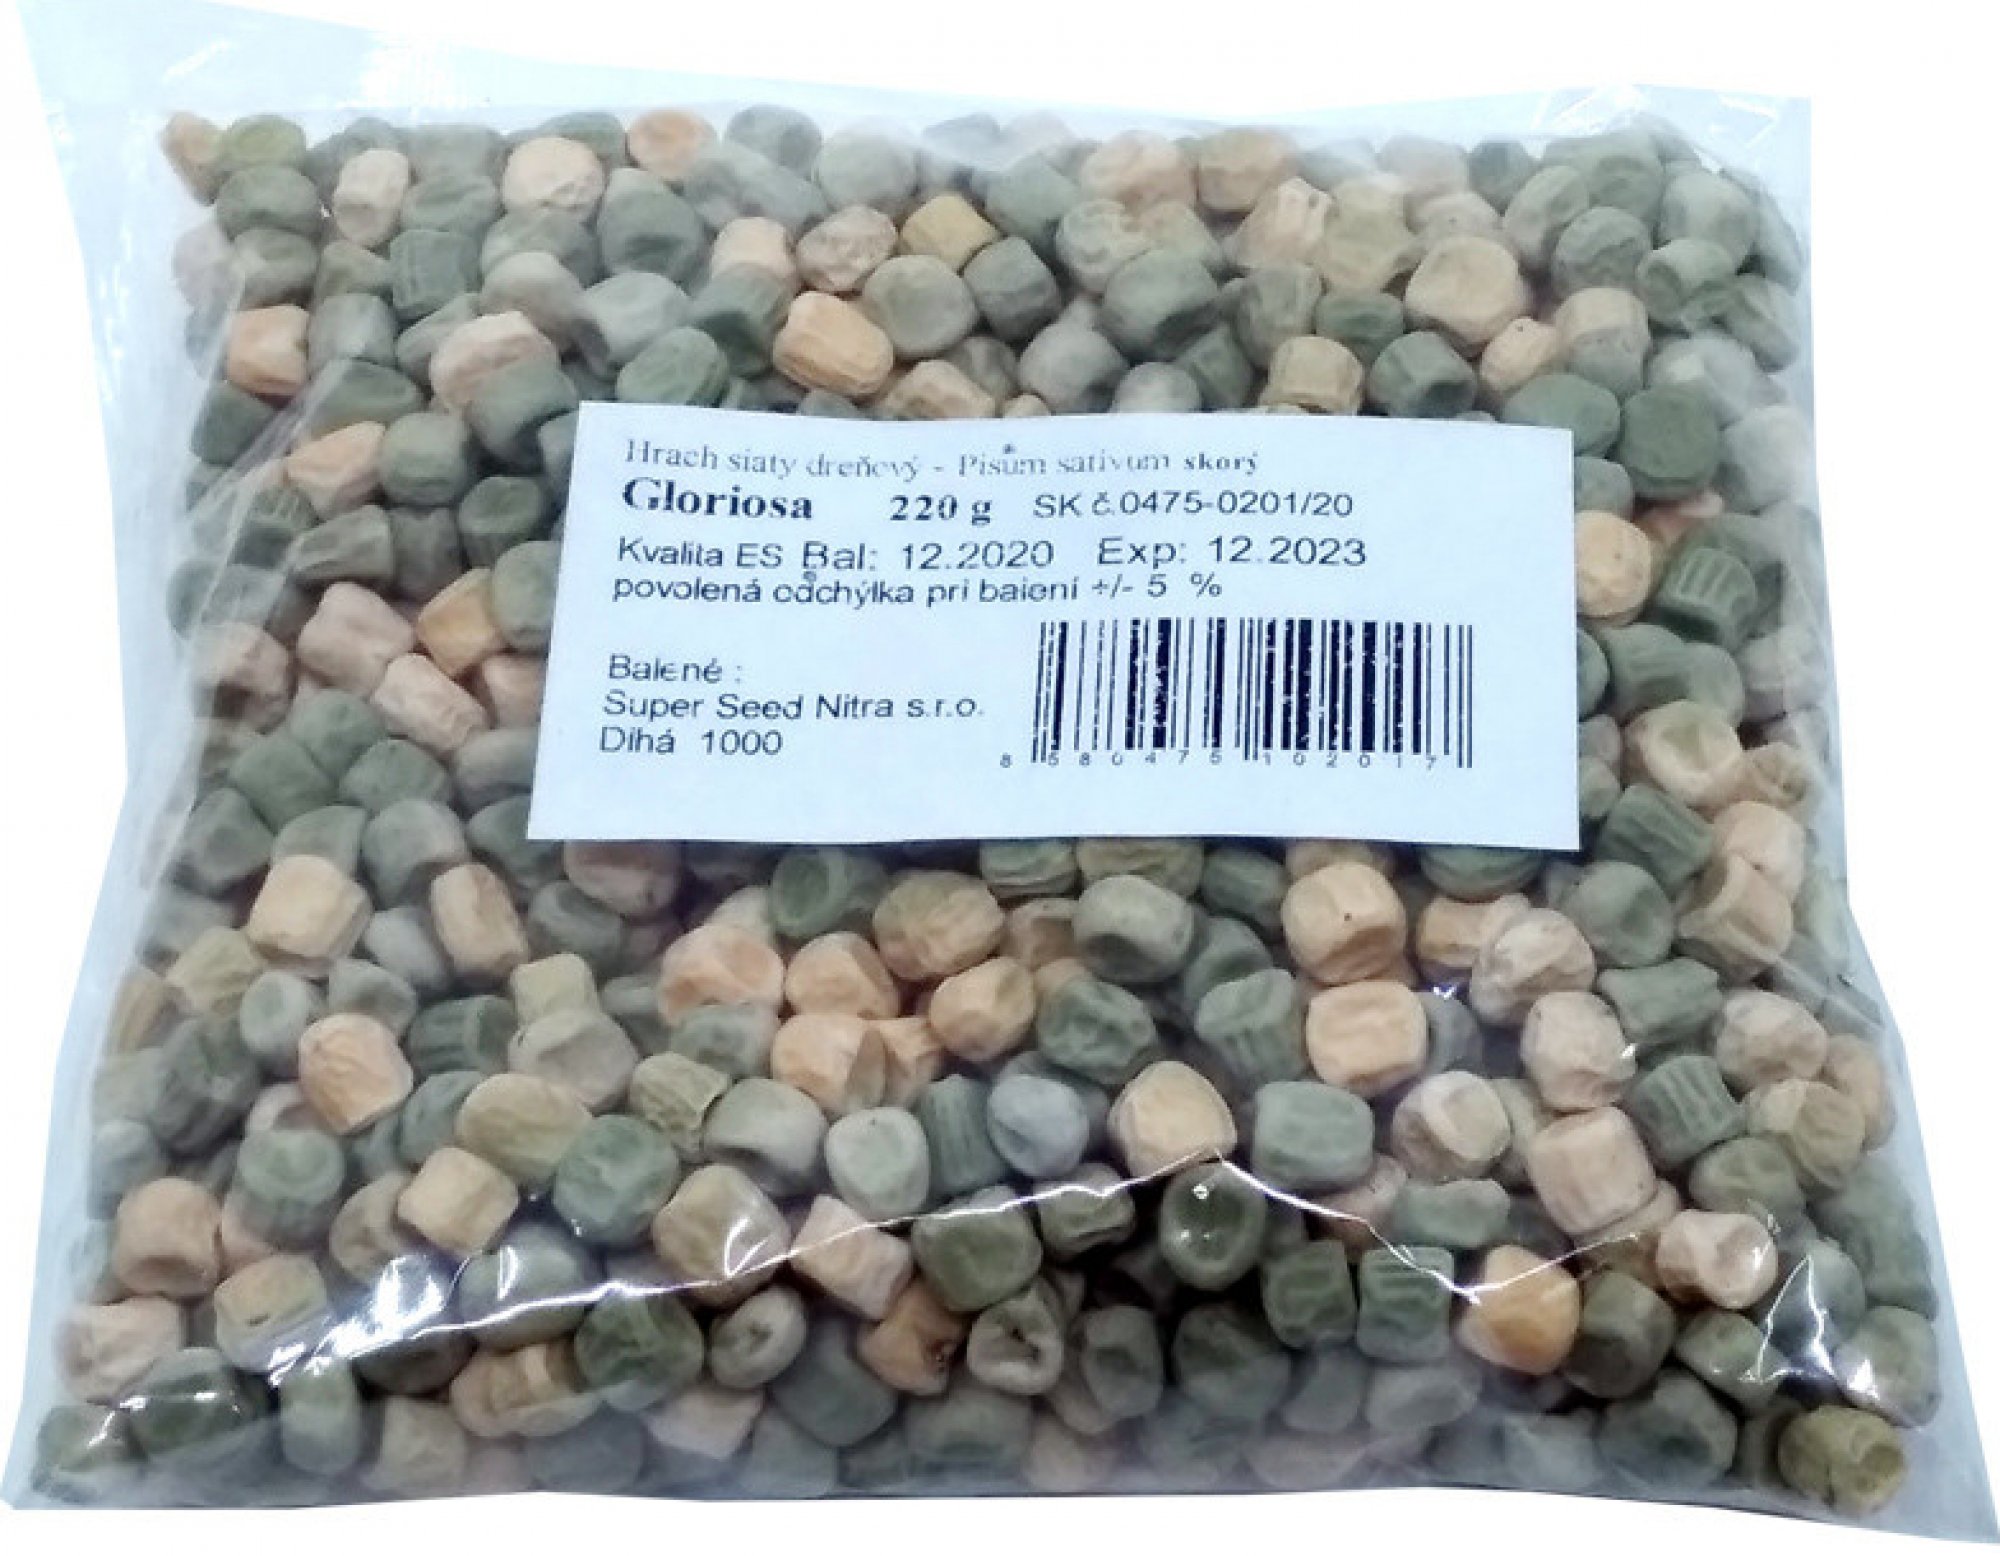 Hrach siaty dreňový - Pisům sativum skorý
Gloriosa 220 g SK č.0475-0201/20
Kvalita ES Bal: 12.2020 Exp: 12.2023
povolená odchýlka pri balení +/- 5 %
Balené :
Super Seed Nitra s.r.o.
Dlhá 1000
8 580475 102017